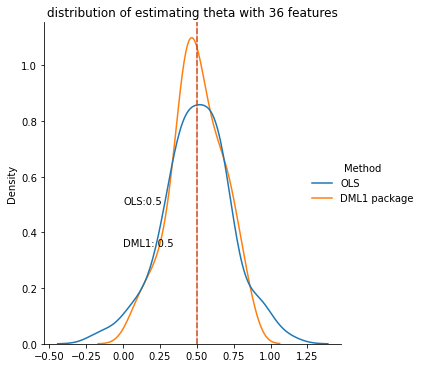 distribution of estimating theta with 36 features
1.0
0.8
0.6
0.4
0.2
0.0
Density
OLS:0.5
DML1: 0.5
Method
OLS
DML1 package
−0.50
−0.25
0.00
0.25
0.50
0.75
1.00
1.25